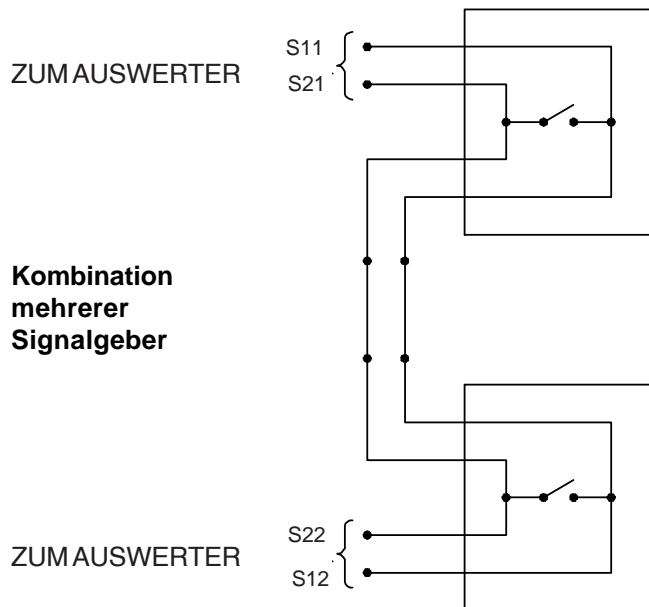 S11
ZUM AUSWERTER
S21
Kombination
mehrerer
Signalgeber
S22
ZUM AUSWERTER
S12